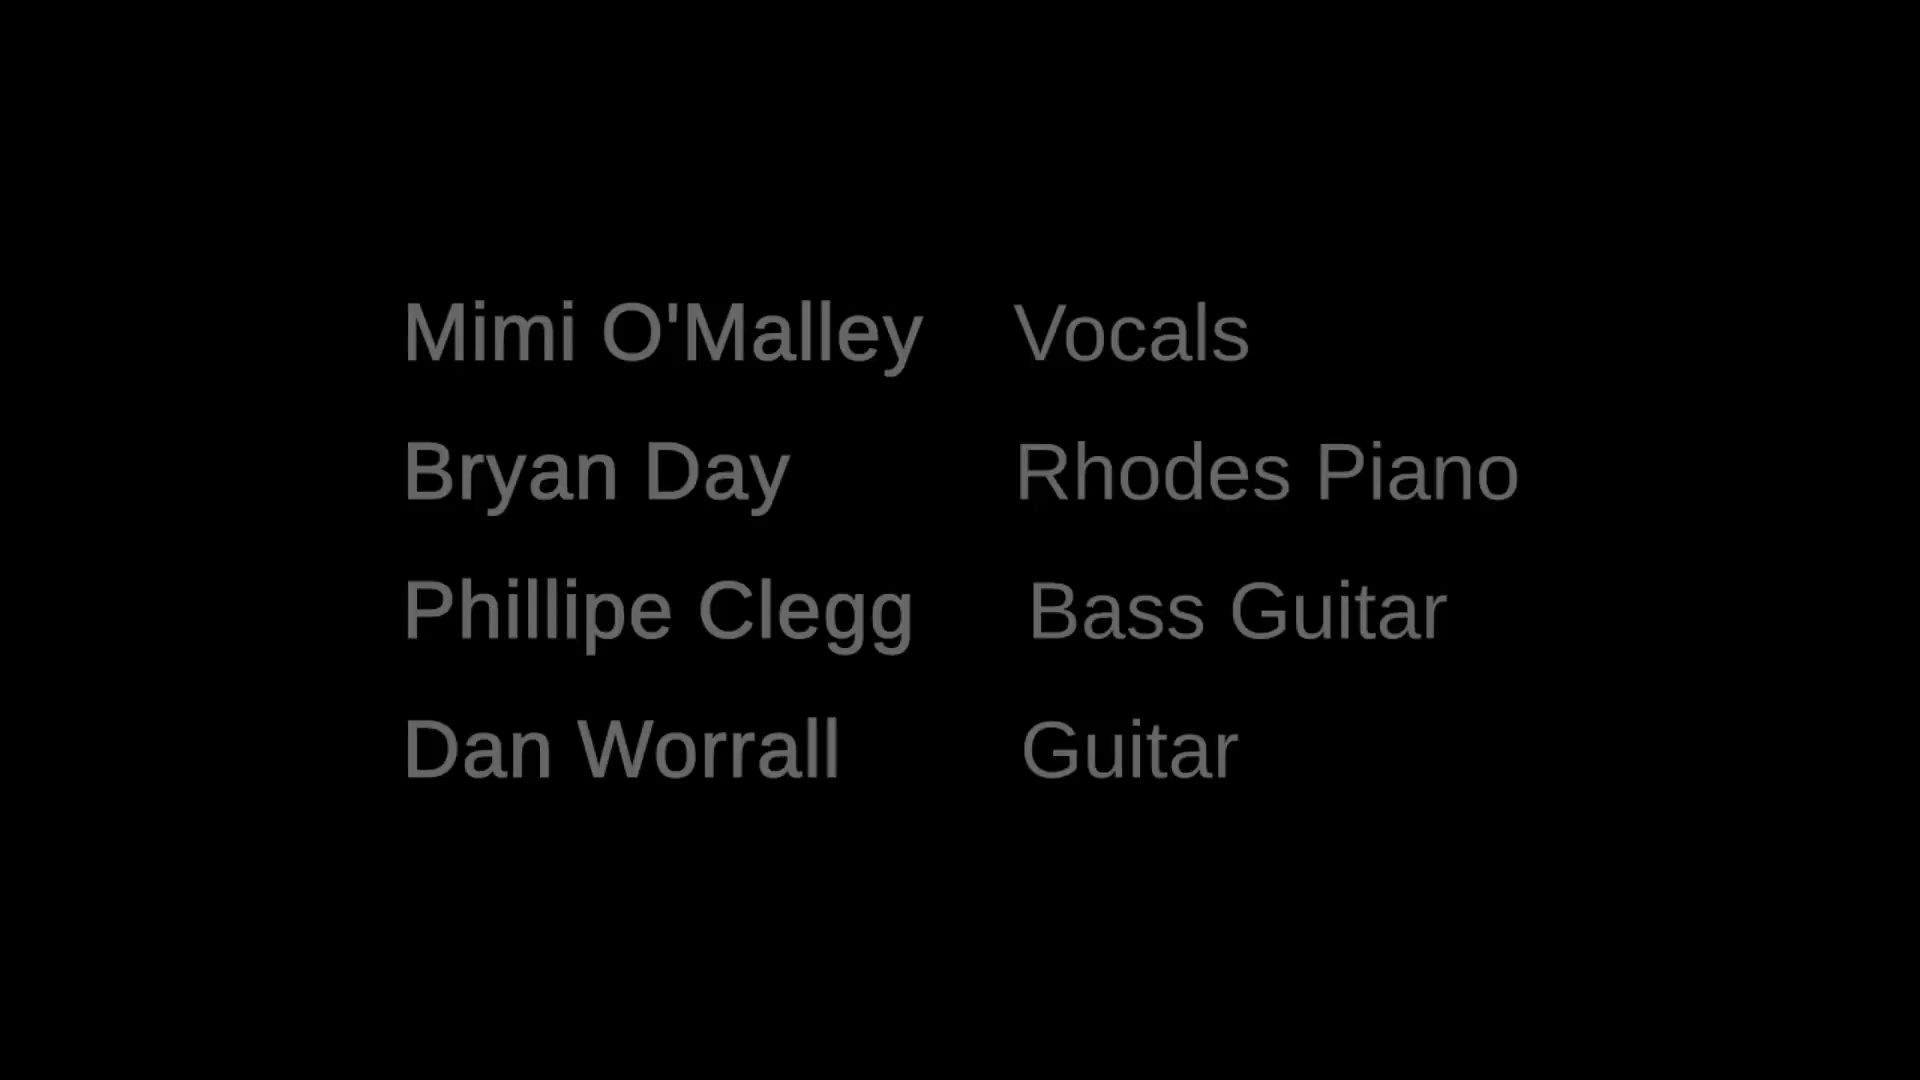 Mimi O'Malley Vocals
Bryan Day Rhodes Piano
Phillipe Clegg Bass Guitar
Dan Worrall Guitar